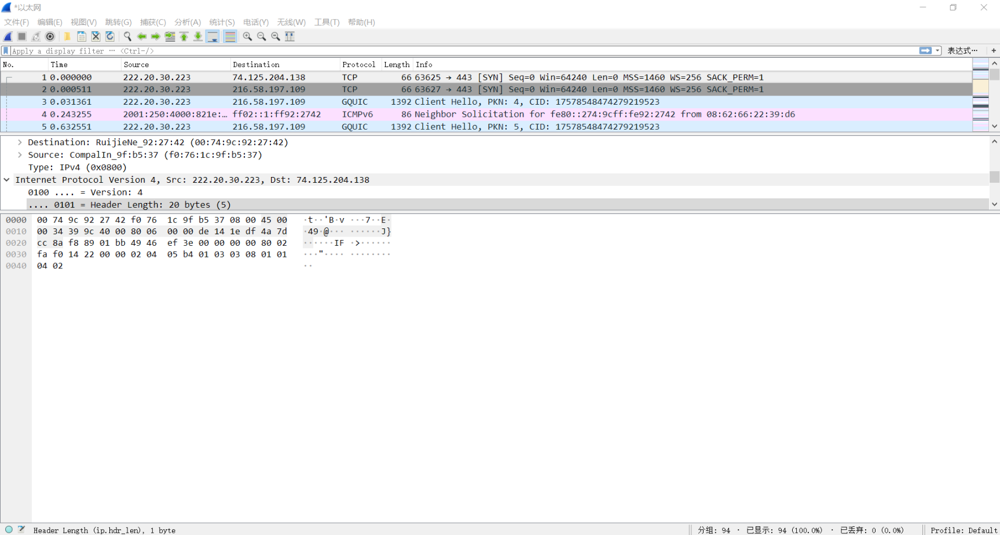 *以太网
文件(F) 编辑(E) 视图(V) 跳转(G) 捕获(C) 分析(A) 统计(S) 电话(Y) 无线(W) 工具(T) 帮助(H)
Apply a display filter … <Ctrl-/> 表达式… +
No. Time Source Destination Protocol Length Info
1 0.000000 222.20.30.223 74.125.204.138 TCP 66 63625 → 443 [SYN] Seq=0 Win=64240 Len=0 MSS=1460 WS=256 SACK_PERM=1
2 0.000511 222.20.30.223 216.58.197.109 TCP 66 63627 → 443 [SYN] Seq=0 Win=64240 Len=0 MSS=1460 WS=256 SACK_PERM=1
3 0.031361 222.20.30.223 216.58.197.109 GQUIC 1392 Client Hello, PKN: 4, CID: 17578548474279219523
4 0.243255 2001:250:4000:821e:… ff02::1:ff92:2742 ICMPv6 86 Neighbor Solicitation for fe80::274:9cff:fe92:2742 from 08:62:66:22:39:d6
5 0.632551 222.20.30.223 216.58.197.109 GQUIC 1392 Client Hello, PKN: 5, CID: 17578548474279219523
Destination: RuijieNe_92:27:42 (00:74:9c:92:27:42)
Source: CompalIn_9f:b5:37 (f0:76:1c:9f:b5:37)
Type: IPv4 (0x0800)
Internet Protocol Version 4, Src: 222.20.30.223, Dst: 74.125.204.138
0100 .... = Version: 4
.... 0101 = Header Length: 20 bytes (5)
0000 00 74 9c 92 27 42 f0 76 1c 9f b5 37 08 00 45 00 ·t··'B·v ···7··E·
0010 00 34 39 9c 40 00 80 06 00 00 de 14 1e df 4a 7d ·49·@··· ······J}
0020 cc 8a f8 89 01 bb 49 46 ef 3e 00 00 00 00 80 02 ······IF ·>······
0030 fa f0 14 22 00 00 02 04 05 b4 01 03 03 08 01 01 ···"···· ········
0040 04 02 ··
Header Length (ip.hdr_len), 1 byte 分组: 94 · 已显示: 94 (100.0%) · 已丢弃: 0 (0.0%) Profile: Default